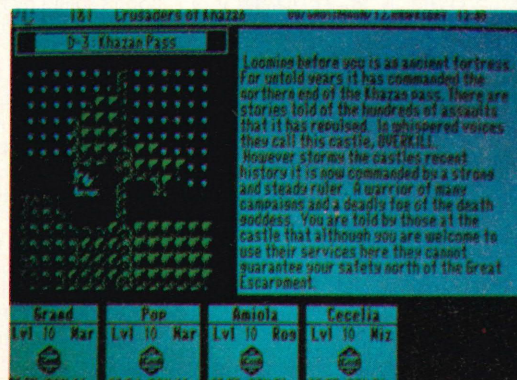 T&T Crusaders of Khazan
12:40
D-3: Khazan Pass
Looming before you is an ancient fortress.
For untold years it has commanded the
northern end of the Khazan pass. There are
stories told of the hundreds of assaults
that it has repulsed. In whispered voices
they call this castle, OVERKILL.
However stormy the castles recent
history it is now commanded by a strong
and steady ruler. A warrior of many
campaigns and a deadly foe of the death
goddess. You are told by those at the
castle that although you are welcome to
use their services here they cannot
guarantee your safety north of the Great
Escarpment.
Grand Pop Amiola Cecelia
Lvl 10 War Lvl 10 War Lvl 10 Rog Lvl 10 Wiz